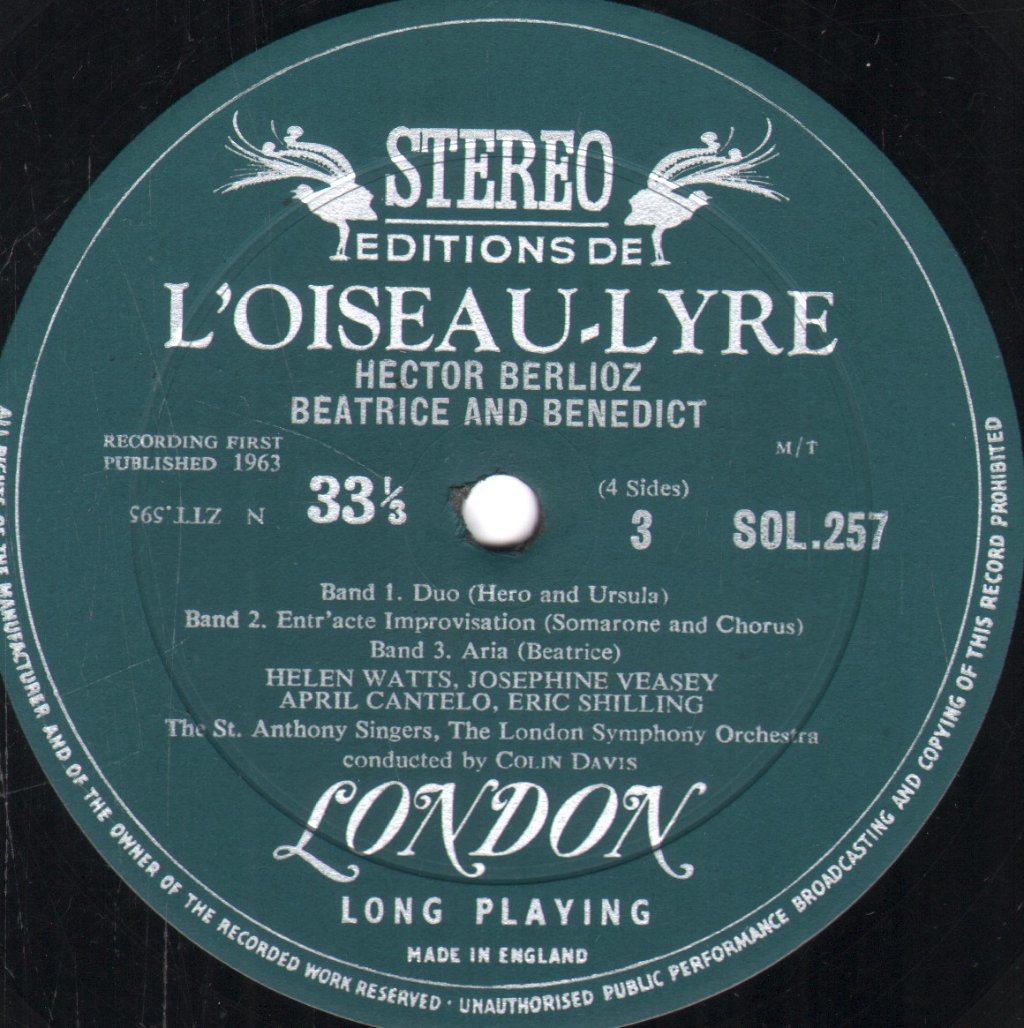 STEREO
EDITIONS DE
L'OISEAU-LYRE
HECTOR BERLIOZ
BEATRICE AND BENEDICT
RECORDING FIRST
PUBLISHED 1963
M/T
ZTT.595 N
33⅓
(4 Sides)
3
SOL.257
Band 1. Duo (Hero and Ursula)
Band 2. Entr'acte Improvisation (Somarone and Chorus)
Band 3. Aria (Beatrice)
HELEN WATTS, JOSEPHINE VEASEY
APRIL CANTELO, ERIC SHILLING
The St. Anthony Singers, The London Symphony Orchestra
conducted by COLIN DAVIS
LONDON
LONG PLAYING
MADE IN ENGLAND
ALL RIGHTS OF THE MANUFACTURER AND OF THE OWNER OF THE RECORDED WORK RESERVED · UNAUTHORISED PUBLIC PERFORMANCE BROADCASTING AND COPYING OF THIS RECORD PROHIBITED